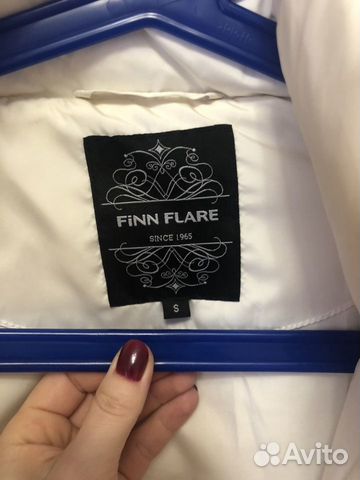 FiNN FLARE
SINCE 1965
S
Avito